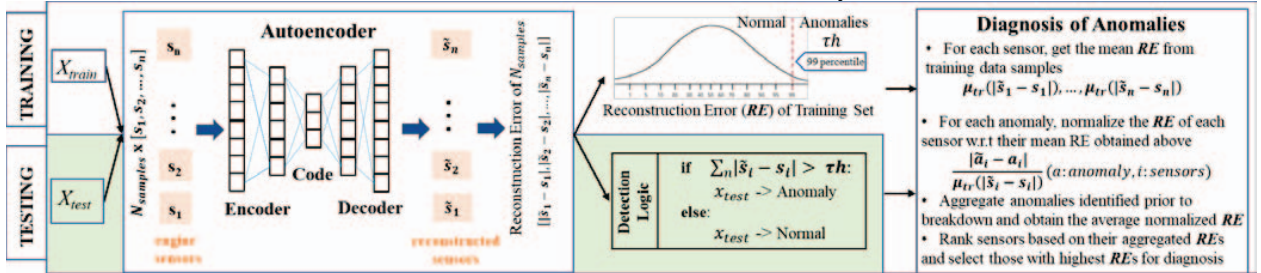 TRAINING
TESTING
X_train
X_test
N_samples X [s_1, s_2, ..., s_n]
s_n
s_2
s_1
engine
sensors
Autoencoder
Encoder
Code
Decoder
s̃_n
s̃_2
s̃_1
reconstructed
sensors
Reconstruction Error of N_samples
[|s̃_1 − s_1|, |s̃_2 − s_2|, ..., |s̃_n − s_n|]
Normal
Anomalies
τh
99 percentile
Reconstruction Error (RE) of Training Set
Detection
Logic
if ∑_n|s̃_i − s_i| > τh:
x_test -> Anomaly
else:
x_test -> Normal
Diagnosis of Anomalies
• For each sensor, get the mean RE from
training data samples
μ_tr(|s̃_1 − s_1|), ..., μ_tr(|s̃_n − s_n|)
• For each anomaly, normalize the RE of each
sensor w.r.t their mean RE obtained above
|ã_i − a_i|
μ_tr(|s̃_i − s_i|) (a: anomaly, i: sensors)
• Aggregate anomalies identified prior to
breakdown and obtain the average normalized RE
• Rank sensors based on their aggregated REs
and select those with highest REs for diagnosis